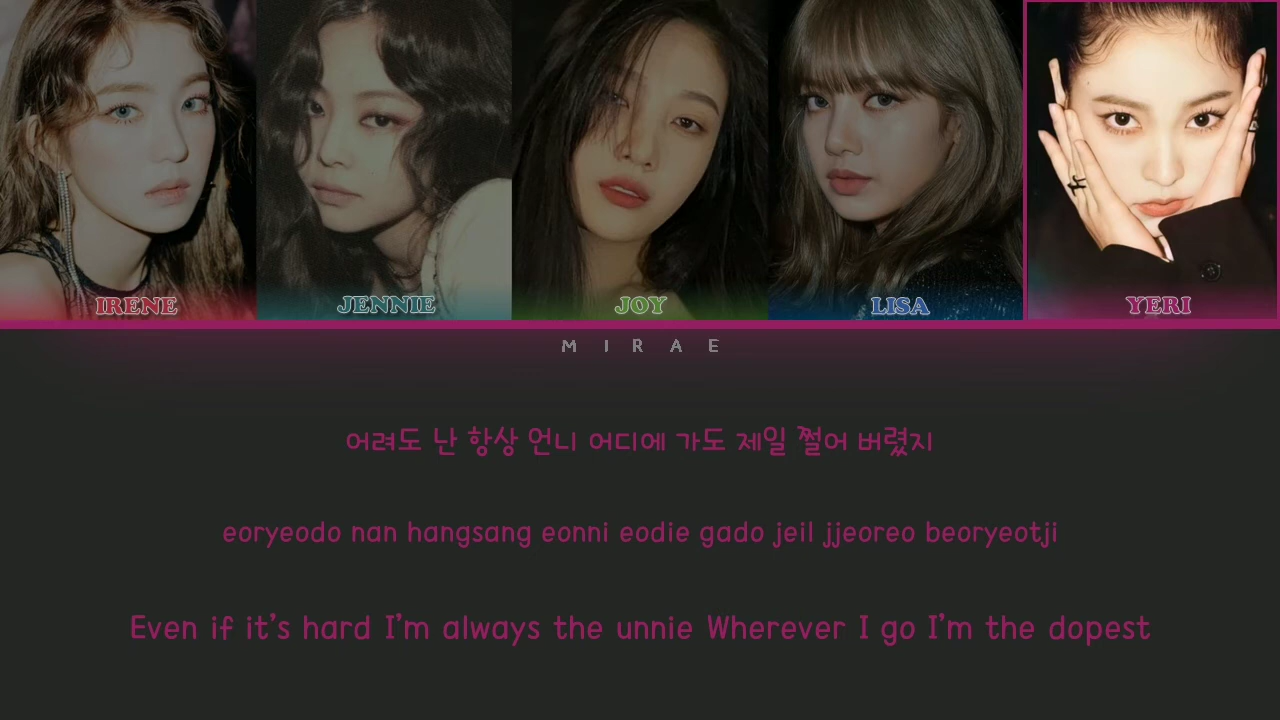 IRENE JENNIE JOY LISA YERI
MIRAE
어려도 난 항상 언니 어디에 가도 제일 쩔어 버렸지
eoryeodo nan hangsang eonni eodie gado jeil jjeoreo beoryeotji
Even if it's hard I'm always the unnie Wherever I go I'm the dopest